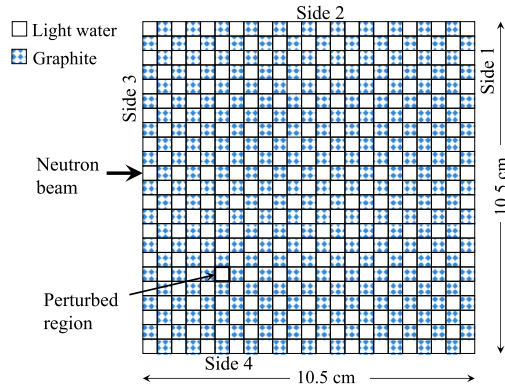 Side 2
Light water
Graphite
Side 1
Side 3
Neutron
beam
10.5 cm
Perturbed
region
Side 4
10.5 cm